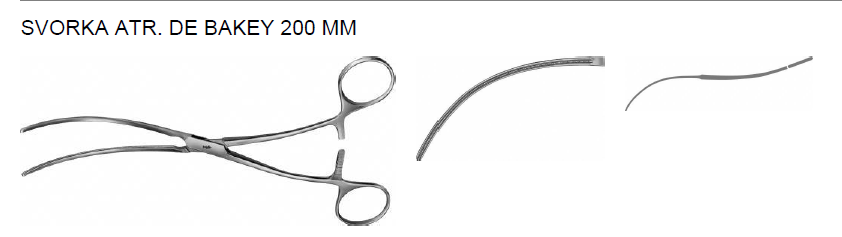 SVORKA ATR. DE BAKEY 200 MM